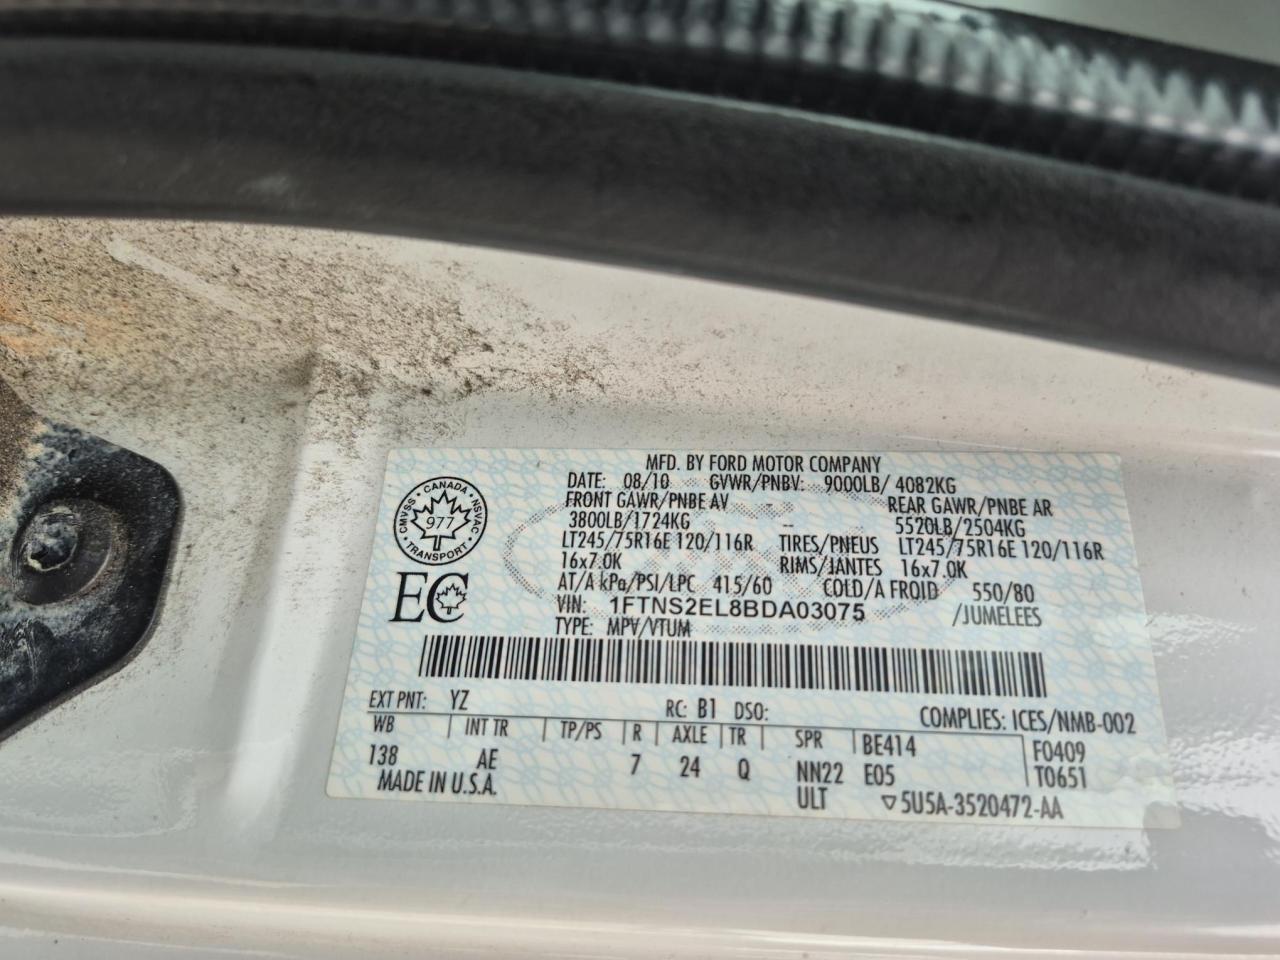 MFD. BY FORD MOTOR COMPANY
DATE: 08/10 GVWR/PNBV: 9000LB/ 4082KG
FRONT GAWR/PNBE AV REAR GAWR/PNBE AR
3800LB/1724KG -- 5520LB/2504KG
LT245/75R16E 120/116R TIRES/PNEUS LT245/75R16E 120/116R
16x7.0K RIMS/JANTES 16x7.0K
AT/A kPa/PSI/LPC 415/60 COLD/A FROID 550/80
VIN: 1FTNS2EL8BDA03075 /JUMELEES
TYPE: MPV/VTUM
CANADA
CMVSS NSVAC
977
TRANSPORT
EC
EXT PNT: YZ RC: B1 DSO: COMPLIES: ICES/NMB-002
WB INT TR TP/PS R AXLE TR SPR BE414 F0409
138 AE 7 24 Q NN22 E05 T0651
MADE IN U.S.A. ULT ▽5U5A-3520472-AA